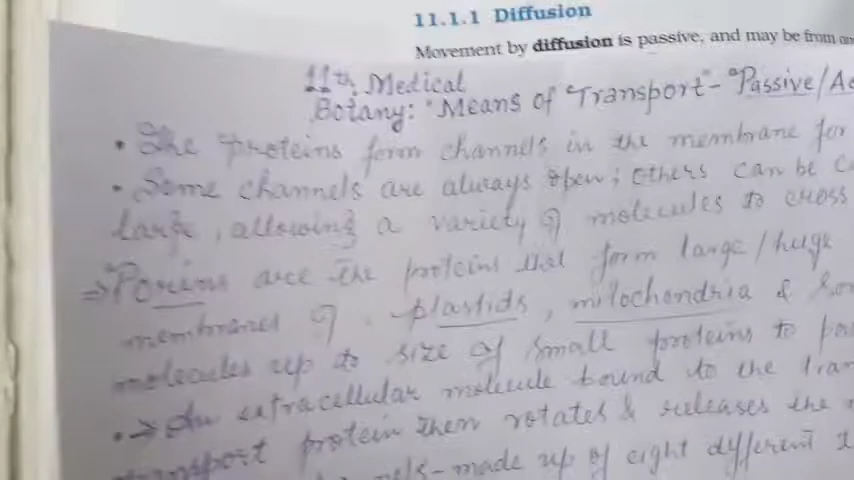 11.1.1 Diffusion
Movement by diffusion is passive, and may be from
11th Medical
Botany: "Means of Transport" - "Passive/
• The proteins form channels in the membrane for
• Some channels are always open; others can be
large, allowing a variety of molecules to cross
⇒ Porins are the proteins that form large/huge
membranes of plastids, mitochondria &
molecules up to size of small proteins to
•⇒ An extracellular molecule bound to the
transport protein then rotates & releases the
made up of eight different